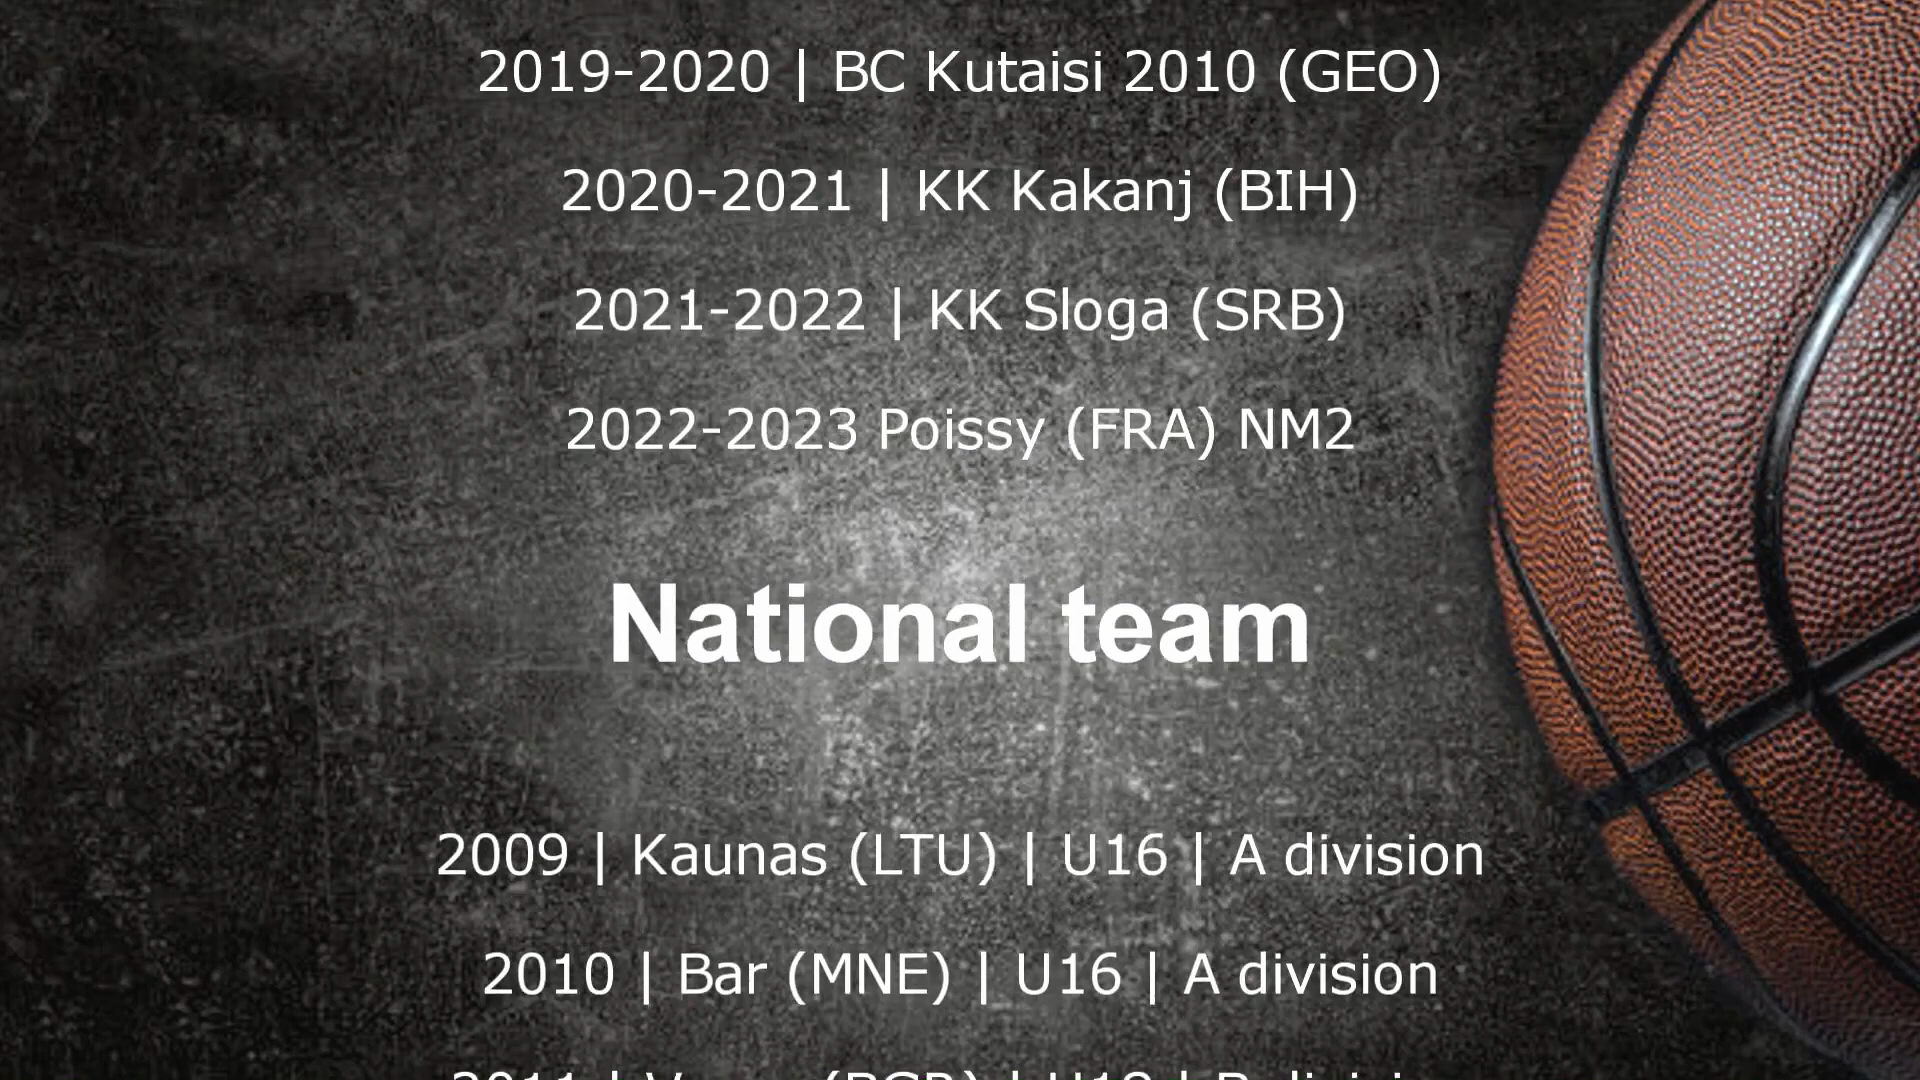 2019-2020 | BC Kutaisi 2010 (GEO)
2020-2021 | KK Kakanj (BIH)
2021-2022 | KK Sloga (SRB)
2022-2023 Poissy (FRA) NM2
National team
2009 | Kaunas (LTU) | U16 | A division
2010 | Bar (MNE) | U16 | A division